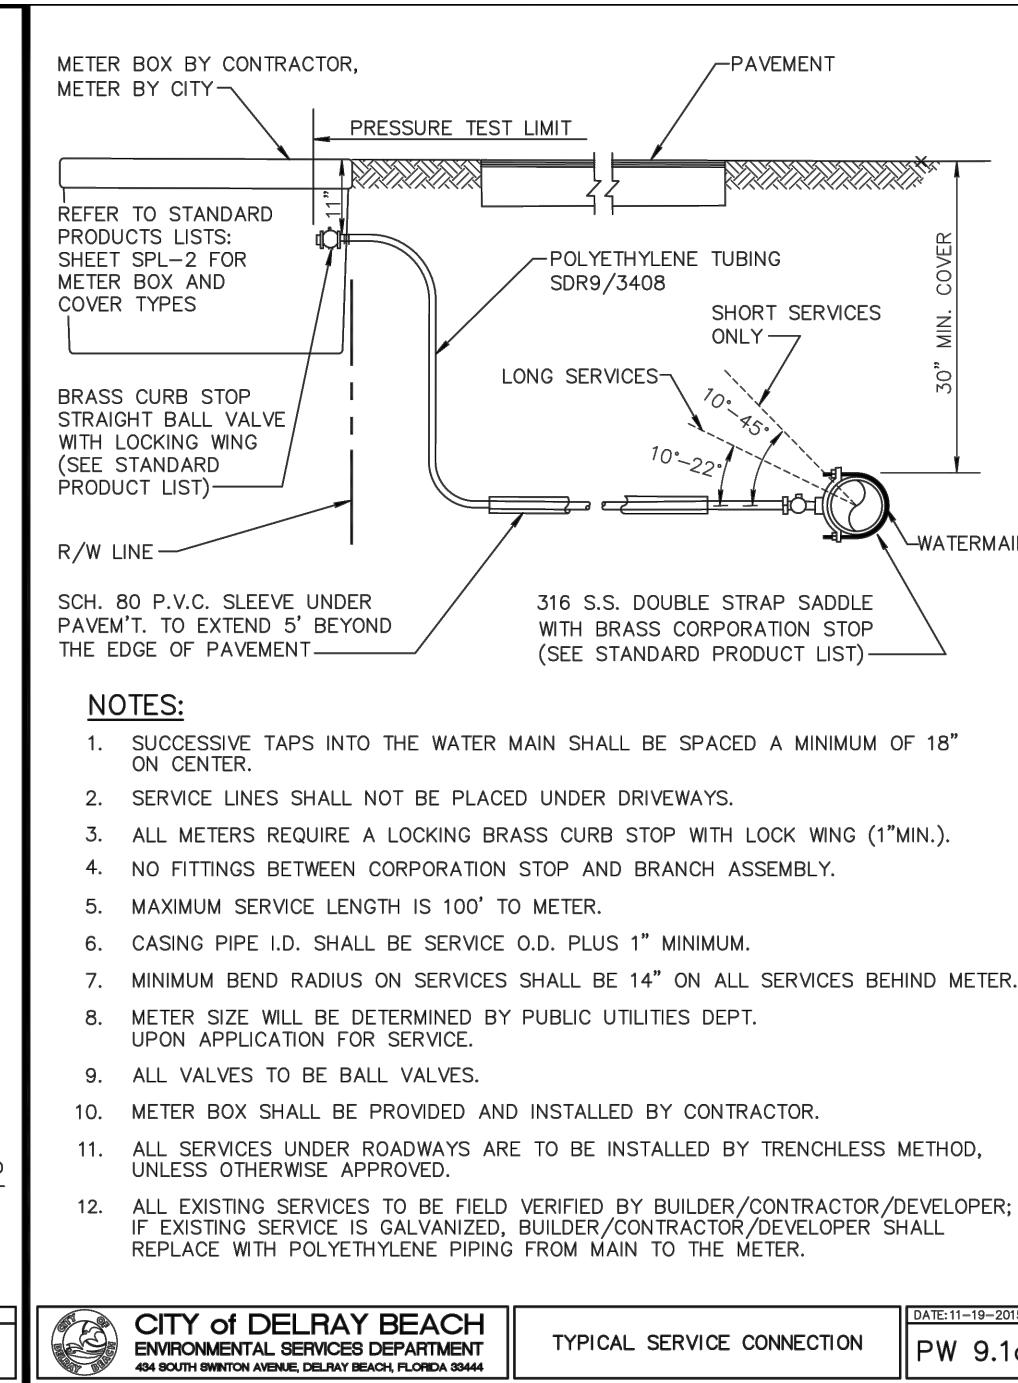 METER BOX BY CONTRACTOR,
METER BY CITY
PAVEMENT
PRESSURE TEST LIMIT
11"
REFER TO STANDARD
PRODUCTS LISTS:
SHEET SPL-2 FOR
METER BOX AND
COVER TYPES
POLYETHYLENE TUBING
SDR9/3408
30" MIN. COVER
SHORT SERVICES
ONLY
LONG SERVICES
10°-45°
10°-22°
BRASS CURB STOP
STRAIGHT BALL VALVE
WITH LOCKING WING
(SEE STANDARD
PRODUCT LIST)
R/W LINE
WATERMAI
SCH. 80 P.V.C. SLEEVE UNDER
PAVEM'T. TO EXTEND 5' BEYOND
THE EDGE OF PAVEMENT
316 S.S. DOUBLE STRAP SADDLE
WITH BRASS CORPORATION STOP
(SEE STANDARD PRODUCT LIST)
NOTES:
1. SUCCESSIVE TAPS INTO THE WATER MAIN SHALL BE SPACED A MINIMUM OF 18"
ON CENTER.
2. SERVICE LINES SHALL NOT BE PLACED UNDER DRIVEWAYS.
3. ALL METERS REQUIRE A LOCKING BRASS CURB STOP WITH LOCK WING (1"MIN.).
4. NO FITTINGS BETWEEN CORPORATION STOP AND BRANCH ASSEMBLY.
5. MAXIMUM SERVICE LENGTH IS 100' TO METER.
6. CASING PIPE I.D. SHALL BE SERVICE O.D. PLUS 1" MINIMUM.
7. MINIMUM BEND RADIUS ON SERVICES SHALL BE 14" ON ALL SERVICES BEHIND METER.
8. METER SIZE WILL BE DETERMINED BY PUBLIC UTILITIES DEPT.
UPON APPLICATION FOR SERVICE.
9. ALL VALVES TO BE BALL VALVES.
10. METER BOX SHALL BE PROVIDED AND INSTALLED BY CONTRACTOR.
11. ALL SERVICES UNDER ROADWAYS ARE TO BE INSTALLED BY TRENCHLESS METHOD,
UNLESS OTHERWISE APPROVED.
12. ALL EXISTING SERVICES TO BE FIELD VERIFIED BY BUILDER/CONTRACTOR/DEVELOPER;
IF EXISTING SERVICE IS GALVANIZED, BUILDER/CONTRACTOR/DEVELOPER SHALL
REPLACE WITH POLYETHYLENE PIPING FROM MAIN TO THE METER.
CITY OF
DELRAY BEACH
CITY of DELRAY BEACH
ENVIRONMENTAL SERVICES DEPARTMENT
434 SOUTH SWINTON AVENUE, DELRAY BEACH, FLORIDA 33444
TYPICAL SERVICE CONNECTION
DATE:11-19-2015
PW 9.1